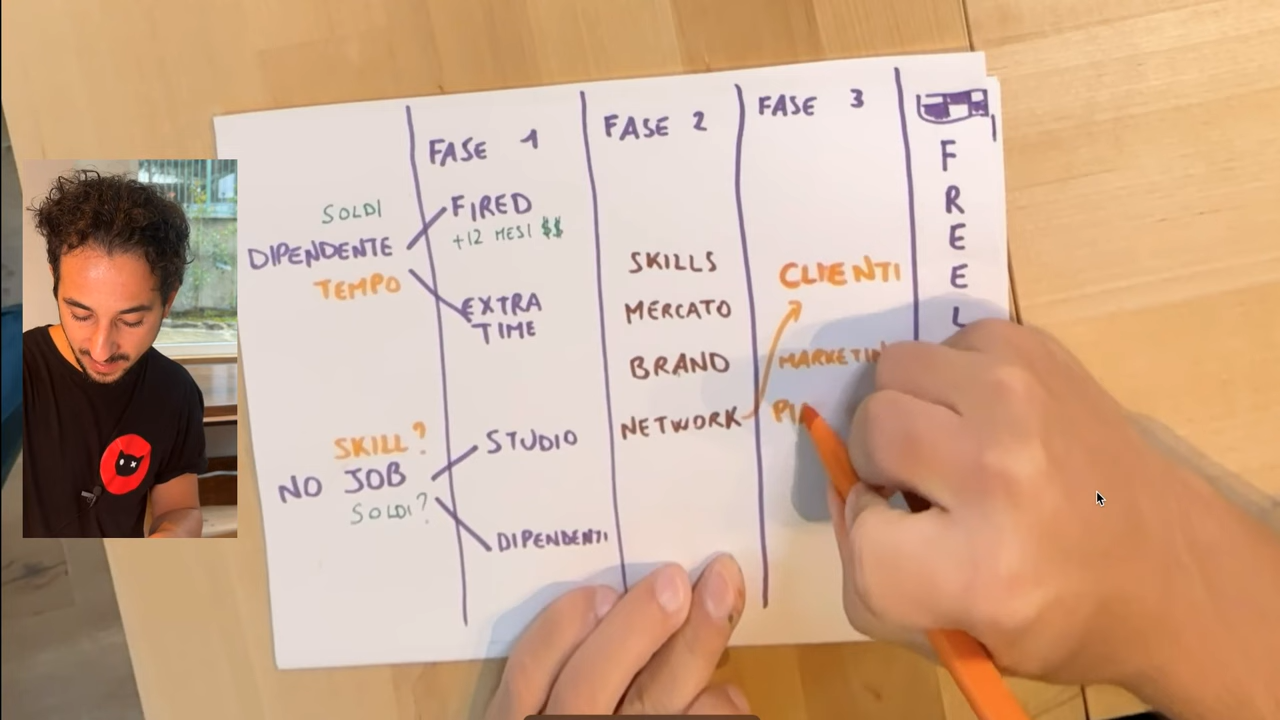 SOLDI
DIPENDENTE
TEMPO
SKILL?
NO JOB
SOLDI?
FASE 1
FIRED
+12 MESI $$
EXTRA
TIME
STUDIO
DIPENDENTI
FASE 2
SKILLS
MERCATO
BRAND
NETWORK
FASE 3
CLIENTI
F
R
E
E
L